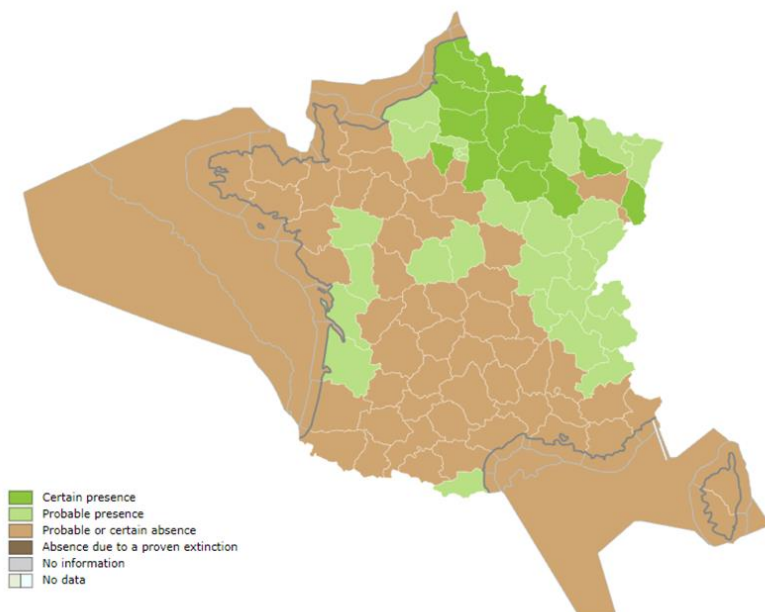 Certain presence
Probable presence
Probable or certain absence
Absence due to a proven extinction
No information
No data